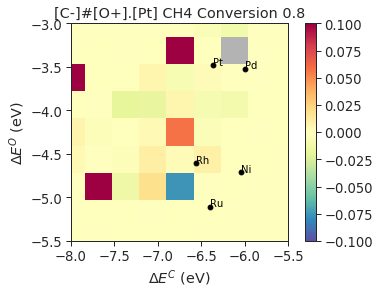 [C-]#[O+].[Pt] CH4 Conversion 0.8
ΔE^O (eV)
−3.0
−3.5
−4.0
−4.5
−5.0
−5.5
Pt
Pd
Rh
Ni
Ru
−8.0 −7.5 −7.0 −6.5 −6.0 −5.5
ΔE^C (eV)
0.100
0.075
0.050
0.025
0.000
−0.025
−0.050
−0.075
−0.100